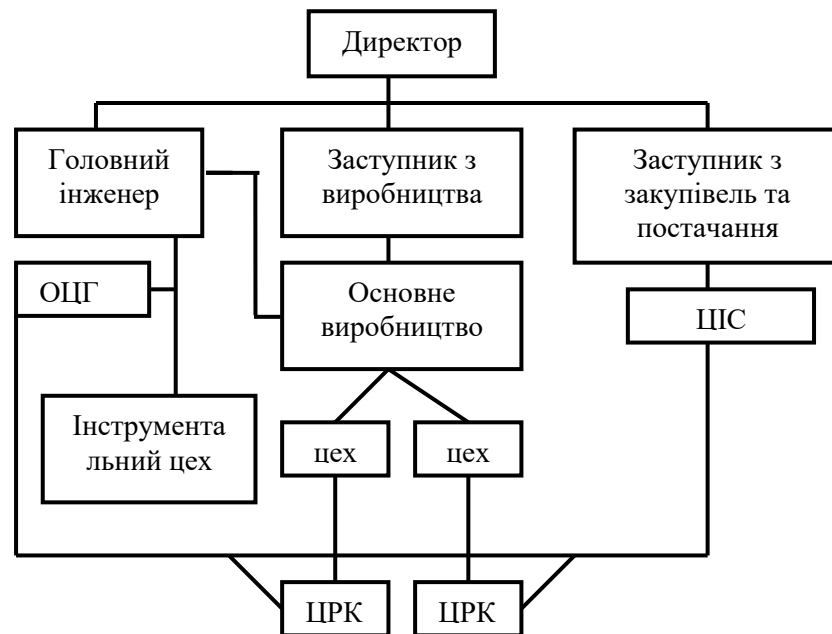 Директор
Головний
інженер
Заступник з
виробництва
Заступник з
закупівель та
постачання
ОЦГ
Основне
виробництво
ЦІС
Інструмента
льний цех
цех
цех
ЦРК
ЦРК